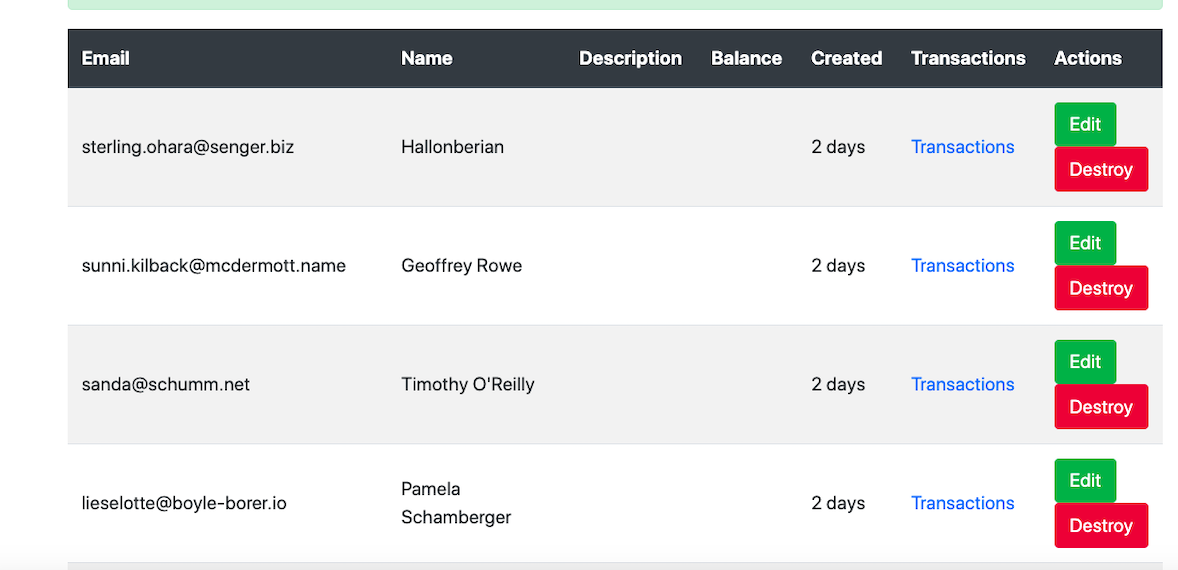 Email Name Description Balance Created Transactions Actions
sterling.ohara@senger.biz Hallonberian 2 days Transactions Edit
Destroy
sunni.kilback@mcdermott.name Geoffrey Rowe 2 days Transactions Edit
Destroy
sanda@schumm.net Timothy O'Reilly 2 days Transactions Edit
Destroy
lieselotte@boyle-borer.io Pamela
Schamberger 2 days Transactions Edit
Destroy